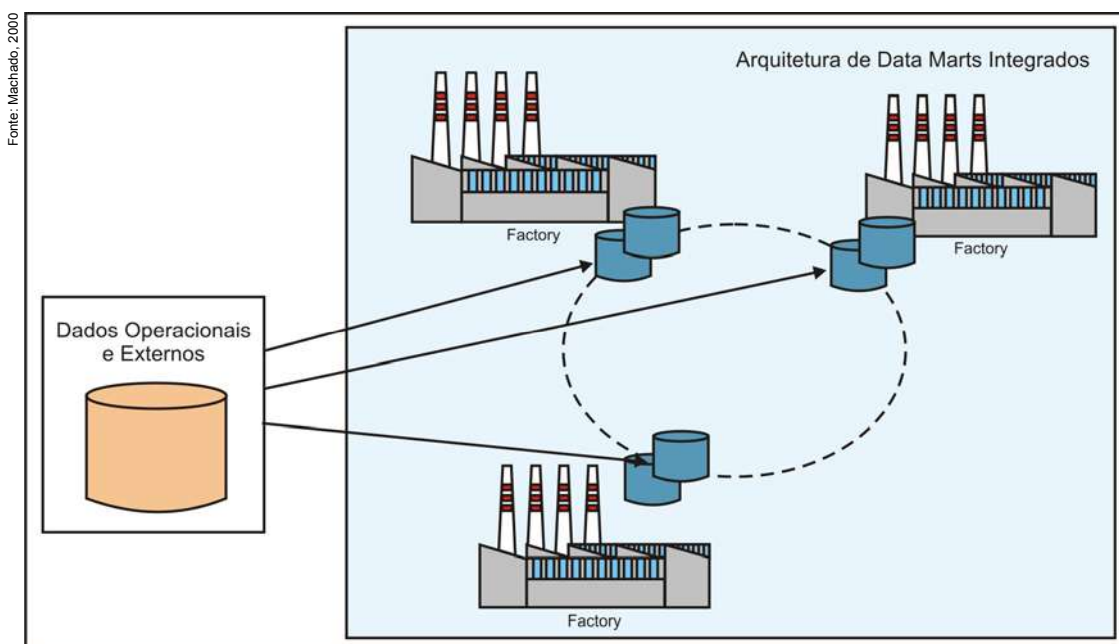 Fonte: Machado, 2000
Arquitetura de Data Marts Integrados
Factory
Factory
Dados Operacionais
e Externos
Factory